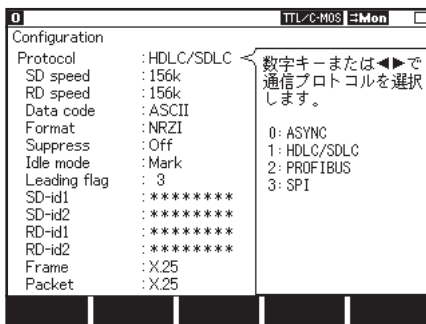 0 TTL/C-MOS ⇄Mon
Configuration
Protocol :HDLC/SDLC
SD speed :156k
RD speed :156k
Data code :ASCII
Format :NRZI
Suppress :Off
Idle mode :Mark
Leading flag : 3
SD-id1 :********
SD-id2 :********
RD-id1 :********
RD-id2 :********
Frame :X.25
Packet :X.25
数字キーまたは◀▶で
通信プロトコルを選択
します。
0: ASYNC
1: HDLC/SDLC
2: PROFIBUS
3: SPI